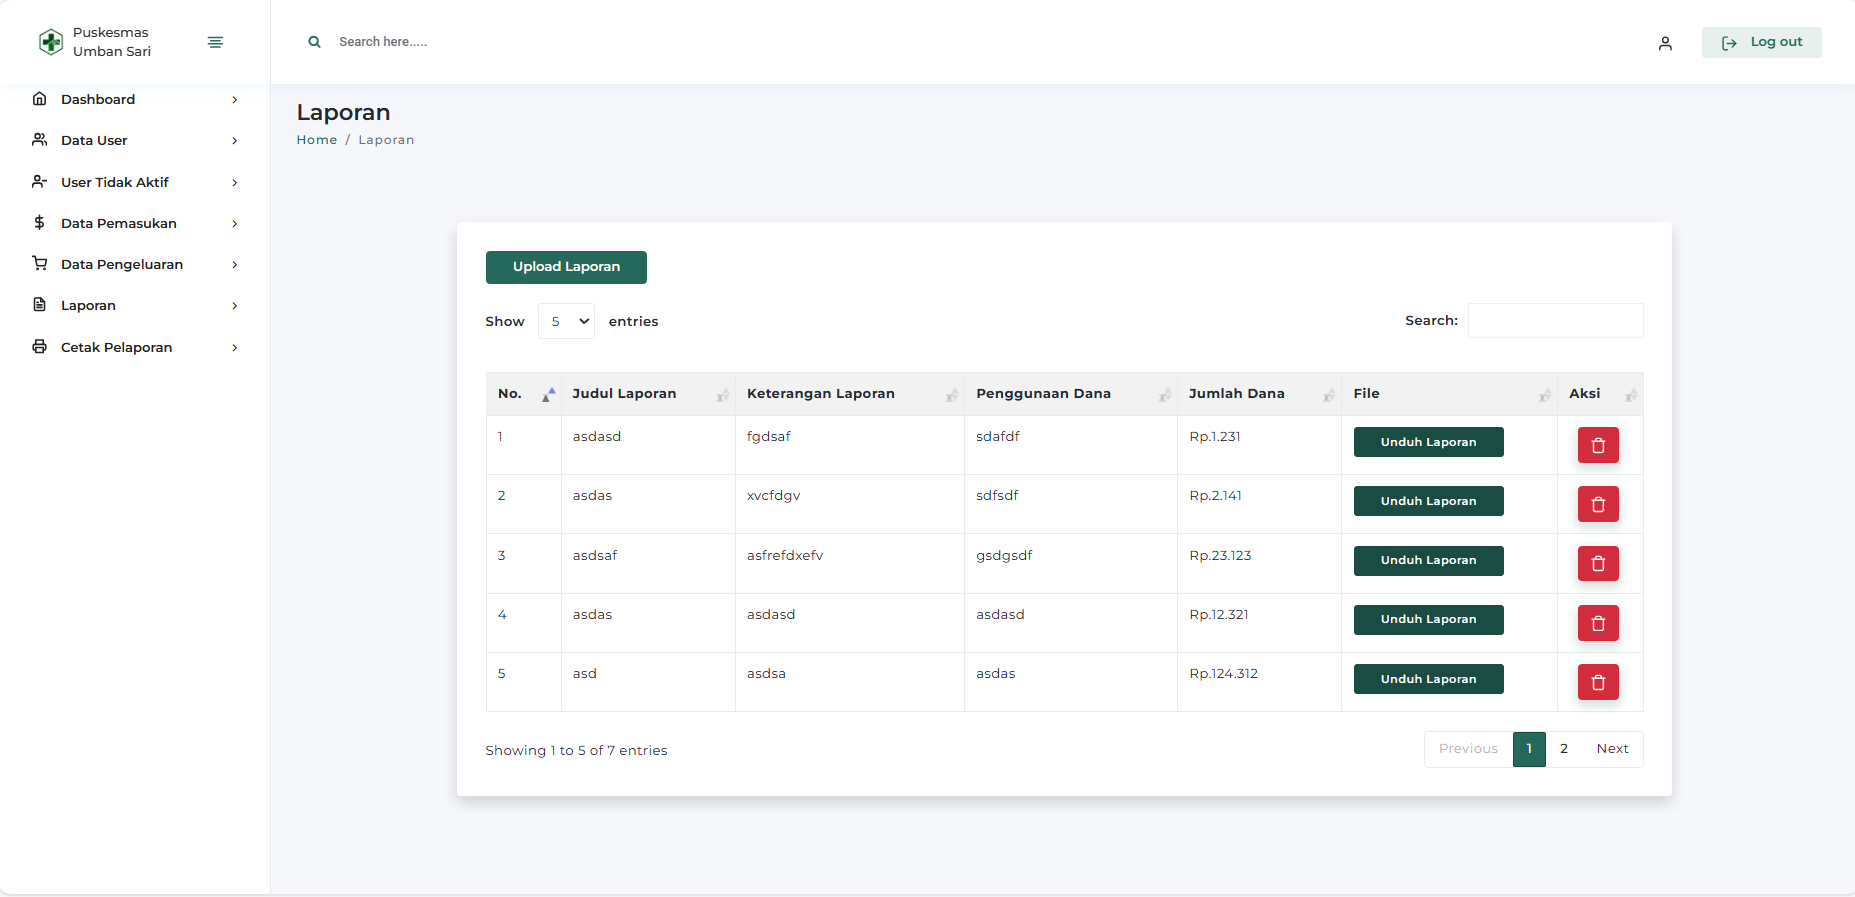 Puskesmas
Umban Sari
Search here.....
Log out
Dashboard
Data User
User Tidak Aktif
Data Pemasukan
Data Pengeluaran
Laporan
Cetak Pelaporan
Laporan
Home / Laporan
Upload Laporan
Show 5 entries
Search:
No. Judul Laporan Keterangan Laporan Penggunaan Dana Jumlah Dana File Aksi
1 asdasd fgdsaf sdafdf Rp.1.231 Unduh Laporan
2 asdas xvcfdgv sdfsdf Rp.2.141 Unduh Laporan
3 asdsaf asfrefdxefv gsdgsdf Rp.23.123 Unduh Laporan
4 asdas asdasd asdasd Rp.12.321 Unduh Laporan
5 asd asdsa asdas Rp.124.312 Unduh Laporan
Showing 1 to 5 of 7 entries
Previous 1 2 Next